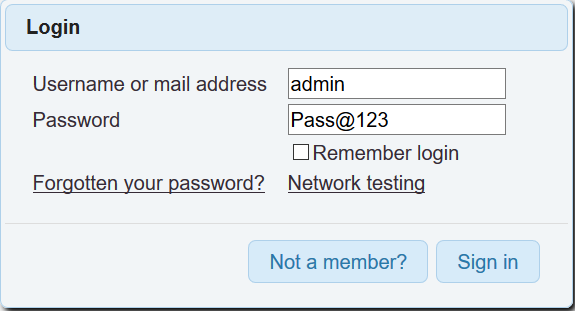 Login
Username or mail address admin
Password Pass@123
Remember login
Forgotten your password? Network testing
Not a member? Sign in